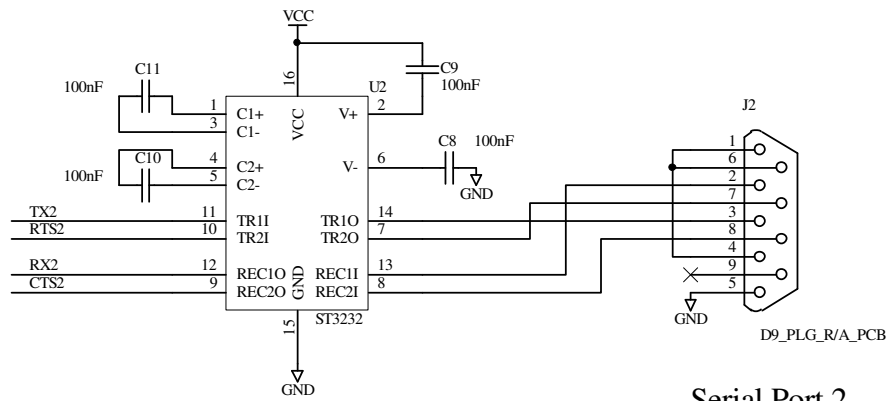 VCC
C11
100nF
16
U2
C9
100nF
J2
1 C1+ VCC V+ 2
3 C1-
C10
100nF
4 C2+ V- 6
5 C2-
C8 100nF
GND
TX2 11 TR1I TR1O 14
RTS2 10 TR2I TR2O 7
RX2 12 REC1O REC1I 13
CTS2 9 REC2O REC2I 8
GND
15
ST3232
GND
1
6
2
7
3
8
4
9
5
GND
D9_PLG_R/A_PCB
Serial Port 2